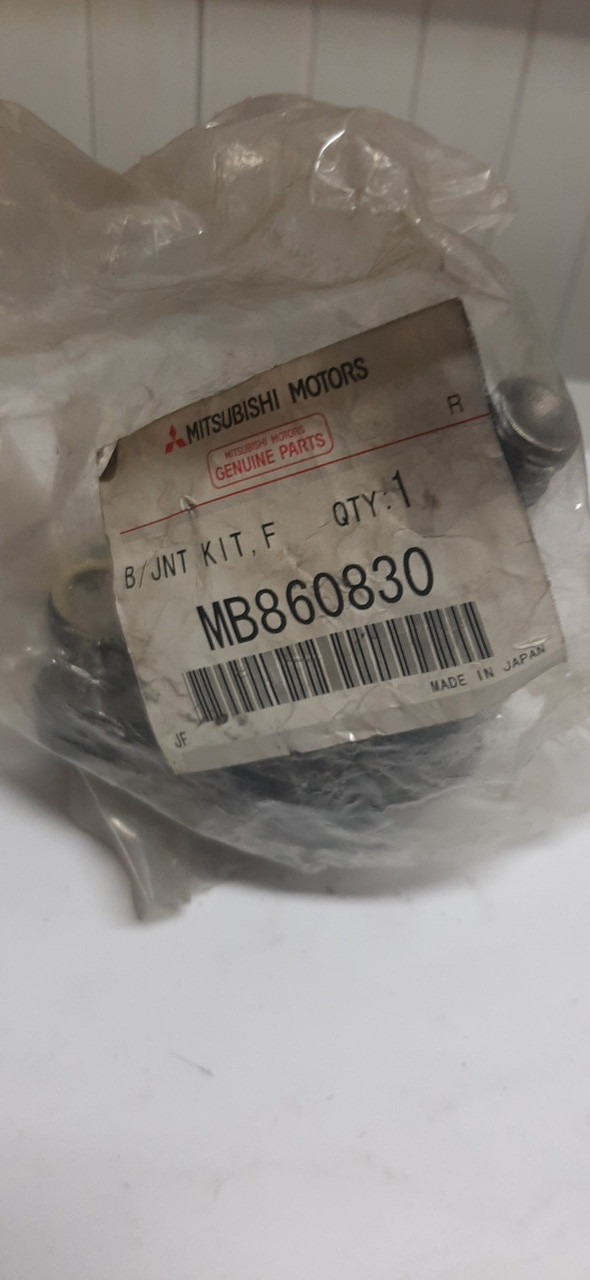 MITSUBISHI MOTORS
MITSUBISHI MOTORS
GENUINE PARTS
R
B/JNT KIT,F QTY:1
MB860830
JF MADE IN JAPAN